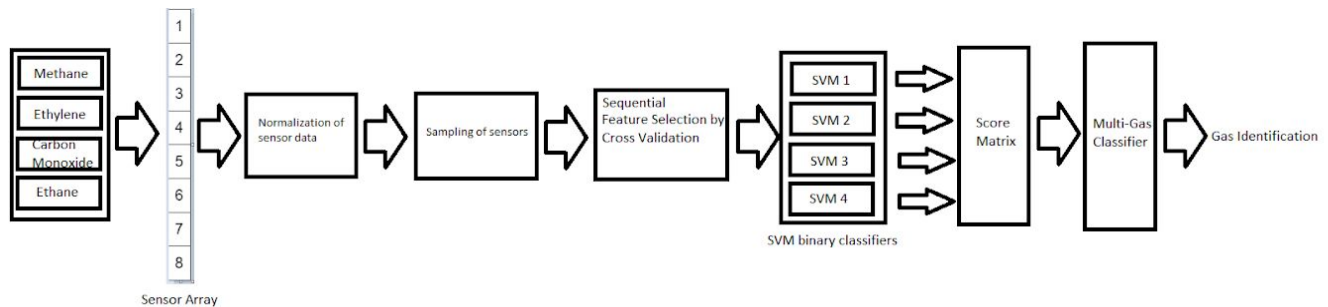 Methane
Ethylene
Carbon
Monoxide
Ethane
1
2
3
4
5
6
7
8
Sensor Array
Normalization of
sensor data
Sampling of sensors
Sequential
Feature Selection by
Cross Validation
SVM 1
SVM 2
SVM 3
SVM 4
SVM binary classifiers
Score
Matrix
Multi-Gas
Classifier
Gas Identification